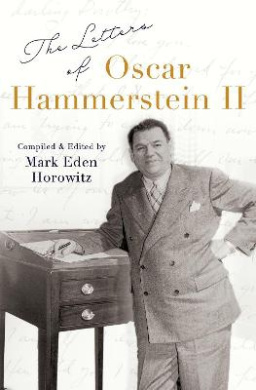 The Letters
of Oscar
Hammerstein II
Compiled & Edited by
Mark Eden
Horowitz